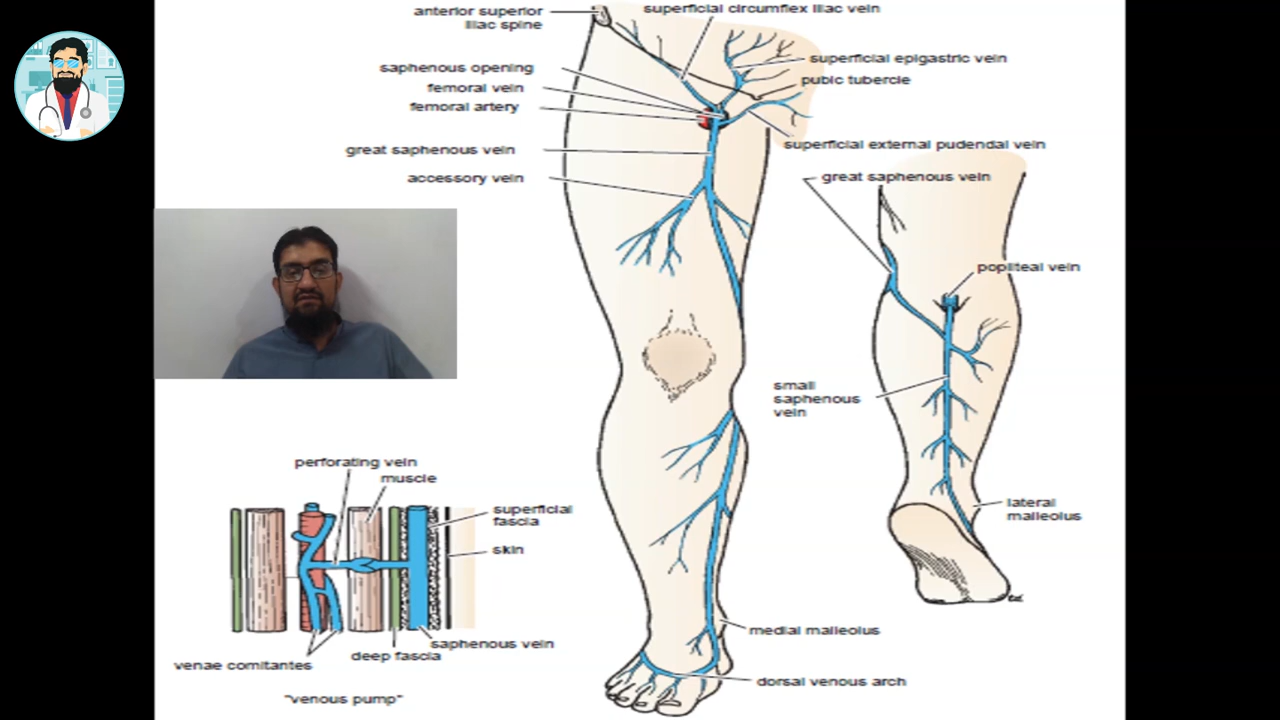 anterior superior
iliac spine
superficial circumflex iliac vein
superficial epigastric vein
pubic tubercle
saphenous opening
femoral vein
femoral artery
great saphenous vein
accessory vein
superficial external pudendal vein
great saphenous vein
popliteal vein
small
saphenous
vein
lateral
malleolus
perforating vein
muscle
superficial
fascia
skin
saphenous vein
deep fascia
venae comitantes
"venous pump"
medial malleolus
dorsal venous arch